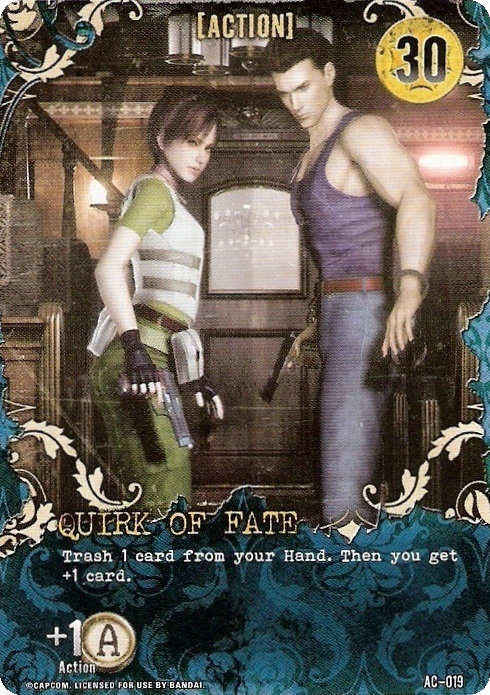 [ACTION]
30
QUIRK OF FATE
Trash 1 card from your Hand. Then you get
+1 card.
+1 A
Action
©CAPCOM. LICENSED FOR USE BY BANDAI.
AC-019